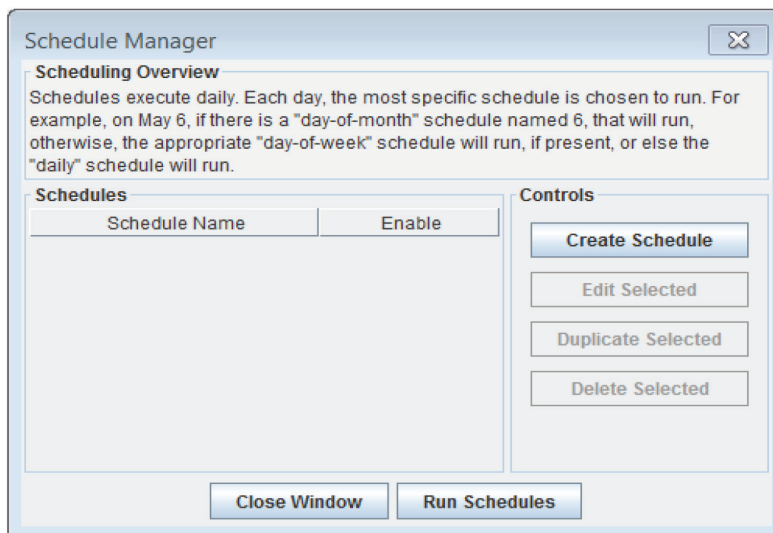 Schedule Manager
Scheduling Overview
Schedules execute daily. Each day, the most specific schedule is chosen to run. For
example, on May 6, if there is a "day-of-month" schedule named 6, that will run,
otherwise, the appropriate "day-of-week" schedule will run, if present, or else the
"daily" schedule will run.
Schedules
Schedule Name Enable
Controls
Create Schedule
Edit Selected
Duplicate Selected
Delete Selected
Close Window Run Schedules